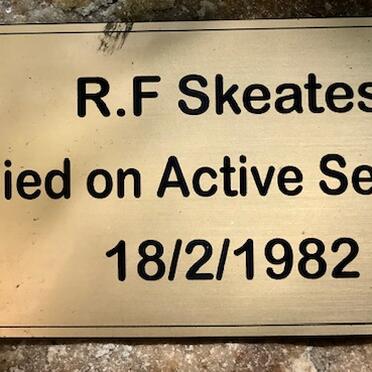 R.F Skeates
ied on Active Se
18/2/1982